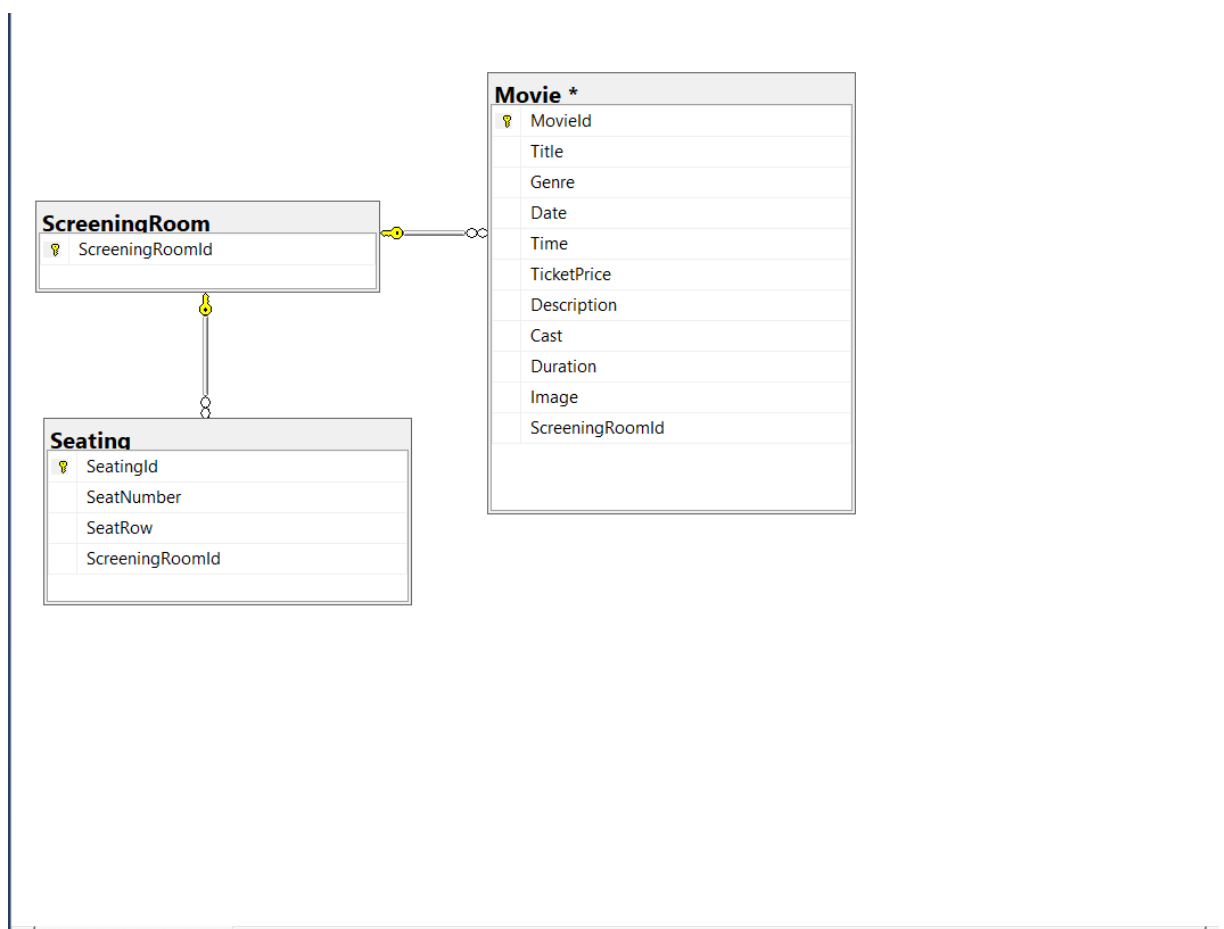 Movie *
MovieId
Title
Genre
Date
Time
TicketPrice
Description
Cast
Duration
Image
ScreeningRoomId
ScreeningRoom
ScreeningRoomId
Seating
SeatingId
SeatNumber
SeatRow
ScreeningRoomId